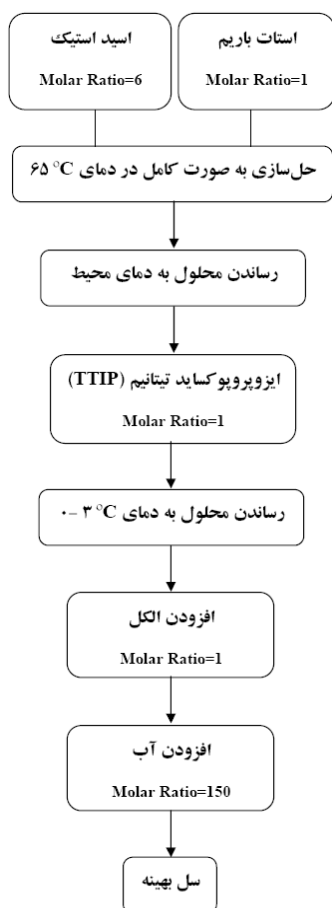 استات باریم
Molar Ratio=1
اسید استیک
Molar Ratio=6
حل‌سازی به صورت کامل در دمای ۶۵ °C
رساندن محلول به دمای محیط
ایزوپروپوکساید تیتانیم (TTIP)
Molar Ratio=1
رساندن محلول به دمای ۰– ۳ °C
افزودن الکل
Molar Ratio=1
افزودن آب
Molar Ratio=150
سل بهینه